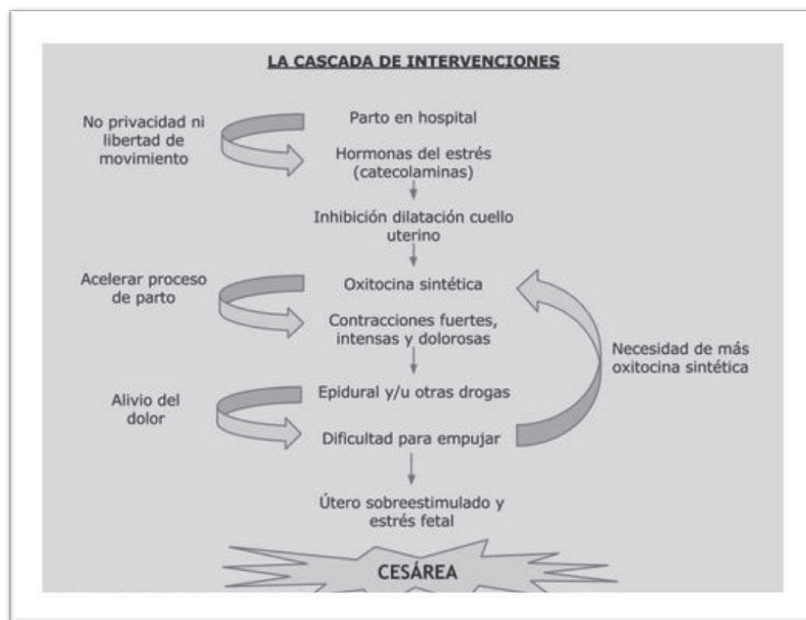 LA CASCADA DE INTERVENCIONES
No privacidad ni
libertad de
movimiento
Parto en hospital
Hormonas del estrés
(catecolaminas)
Inhibición dilatación cuello
uterino
Acelerar proceso
de parto
Oxitocina sintética
Contracciones fuertes,
intensas y dolorosas
Necesidad de más
oxitocina sintética
Alivio del
dolor
Epidural y/u otras drogas
Dificultad para empujar
Útero sobreestimulado y
estrés fetal
CESÁREA